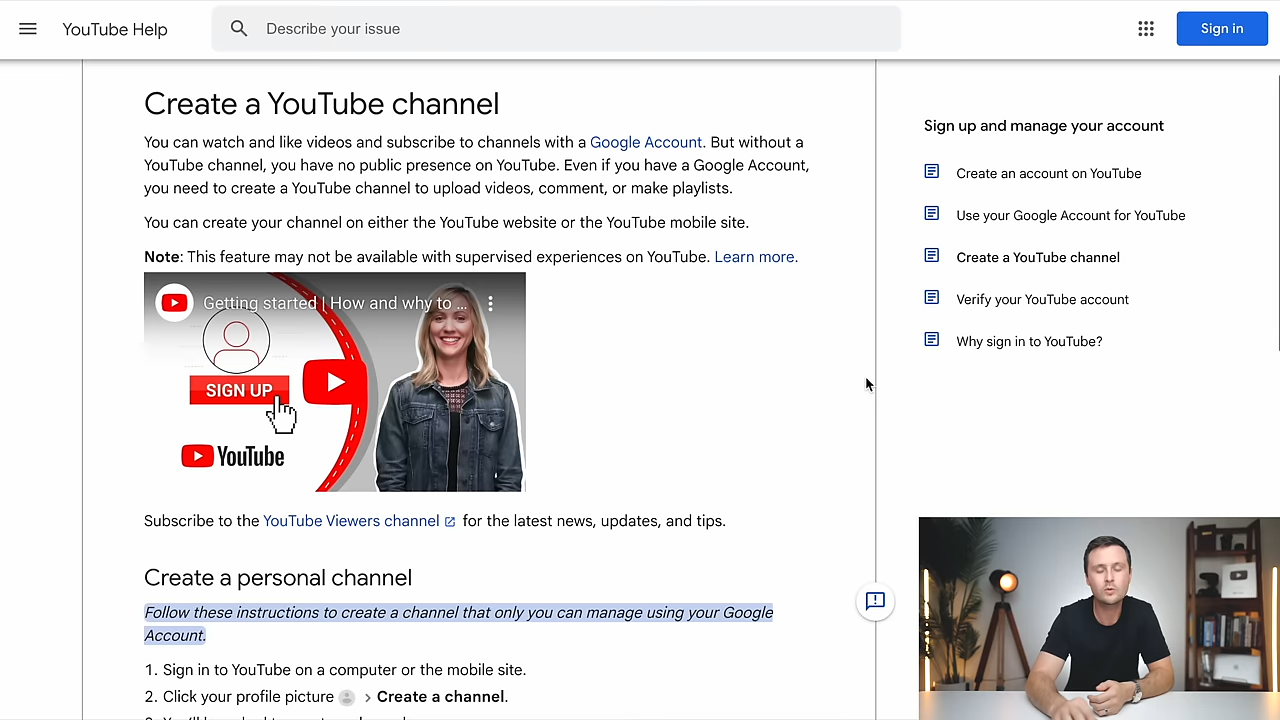 YouTube Help
Describe your issue
Sign in
Create a YouTube channel
You can watch and like videos and subscribe to channels with a Google Account. But without a
YouTube channel, you have no public presence on YouTube. Even if you have a Google Account,
you need to create a YouTube channel to upload videos, comment, or make playlists.
You can create your channel on either the YouTube website or the YouTube mobile site.
Note: This feature may not be available with supervised experiences on YouTube. Learn more.
Getting started | How and why to ...
SIGN UP
YouTube
Subscribe to the YouTube Viewers channel for the latest news, updates, and tips.
Create a personal channel
Follow these instructions to create a channel that only you can manage using your Google
Account.
1. Sign in to YouTube on a computer or the mobile site.
2. Click your profile picture > Create a channel.
Sign up and manage your account
Create an account on YouTube
Use your Google Account for YouTube
Create a YouTube channel
Verify your YouTube account
Why sign in to YouTube?